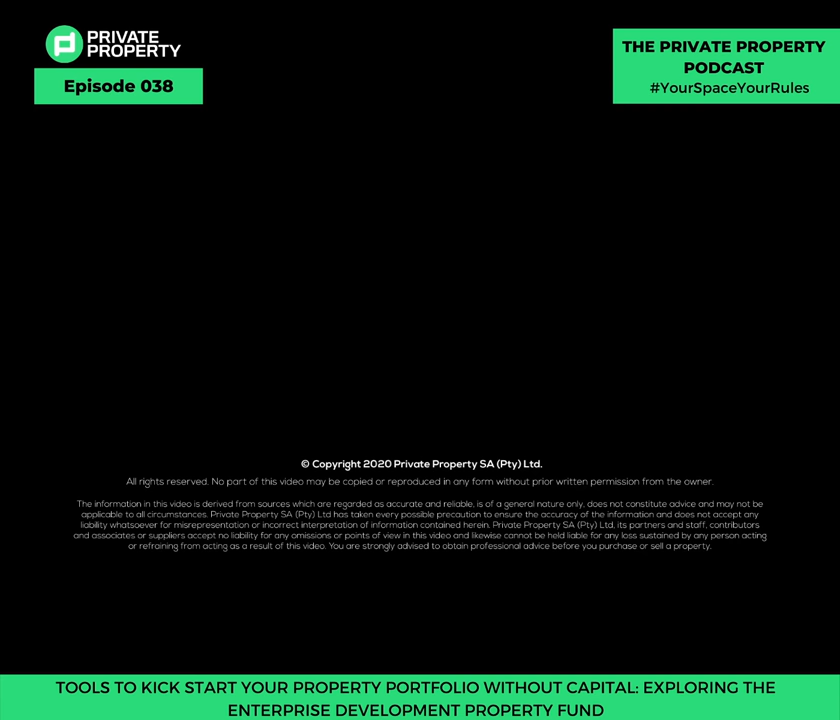 PRIVATE
PROPERTY
Episode 038
THE PRIVATE PROPERTY
PODCAST
#YourSpaceYourRules
© Copyright 2020 Private Property SA (Pty) Ltd.
All rights reserved. No part of this video may be copied or reproduced in any form without prior written permission from the owner.
The information in this video is derived from sources which are regarded as accurate and reliable, is of a general nature only, does not constitute advice and may not be
applicable to all circumstances. Private Property SA (Pty) Ltd has taken every possible precaution to ensure the accuracy of the information and does not accept any
liability whatsoever for misrepresentation or incorrect interpretation of information contained herein. Private Property SA (Pty) Ltd, its partners and staff, contributors
and associates or suppliers accept no liability for any omissions or points of view in this video and likewise cannot be held liable for any loss sustained by any person acting
or refraining from acting as a result of this video. You are strongly advised to obtain professional advice before you purchase or sell a property.
TOOLS TO KICK START YOUR PROPERTY PORTFOLIO WITHOUT CAPITAL: EXPLORING THE
ENTERPRISE DEVELOPMENT PROPERTY FUND